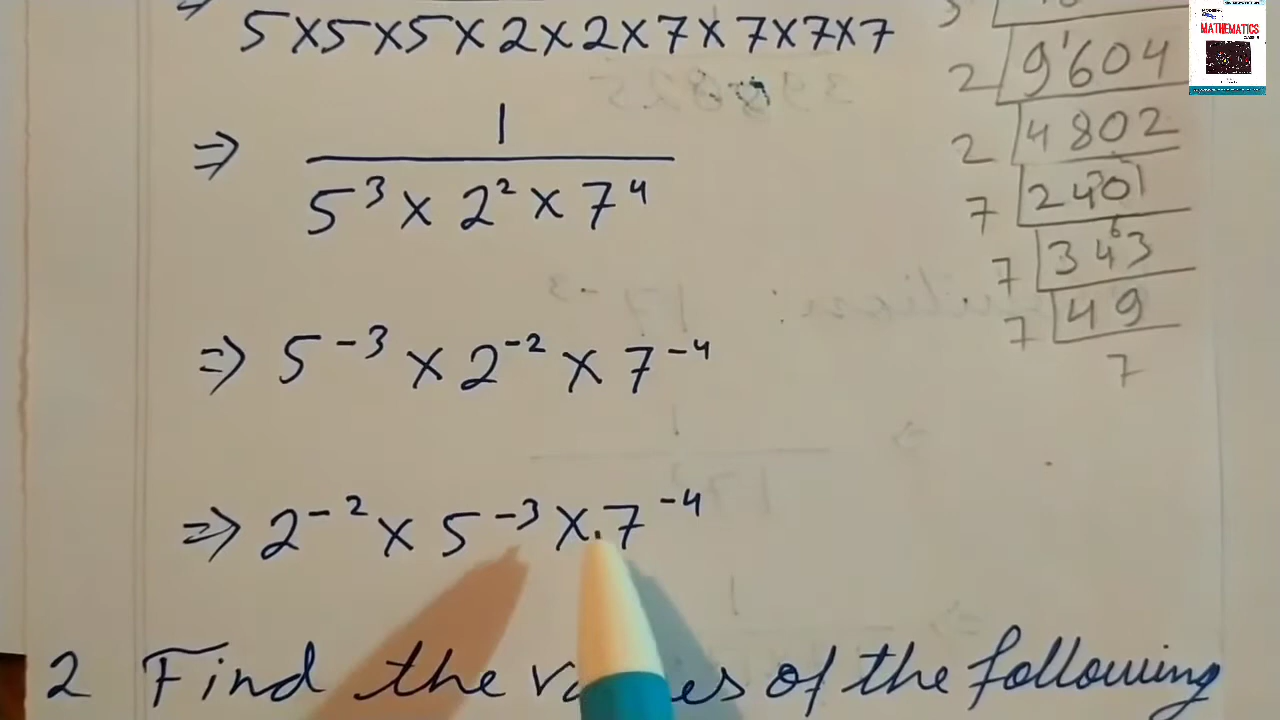 5×5×5×2×2×7×7×7×7
⇒ 1
5³ × 2² × 7⁴
⇒ 5⁻³ × 2⁻² × 7⁻⁴
⇒ 2⁻² × 5⁻³ × 7⁻⁴
2 Find the values of the following
2 9604
2 4802
7 2401
7 343
7 49
7
MATHEMATICS